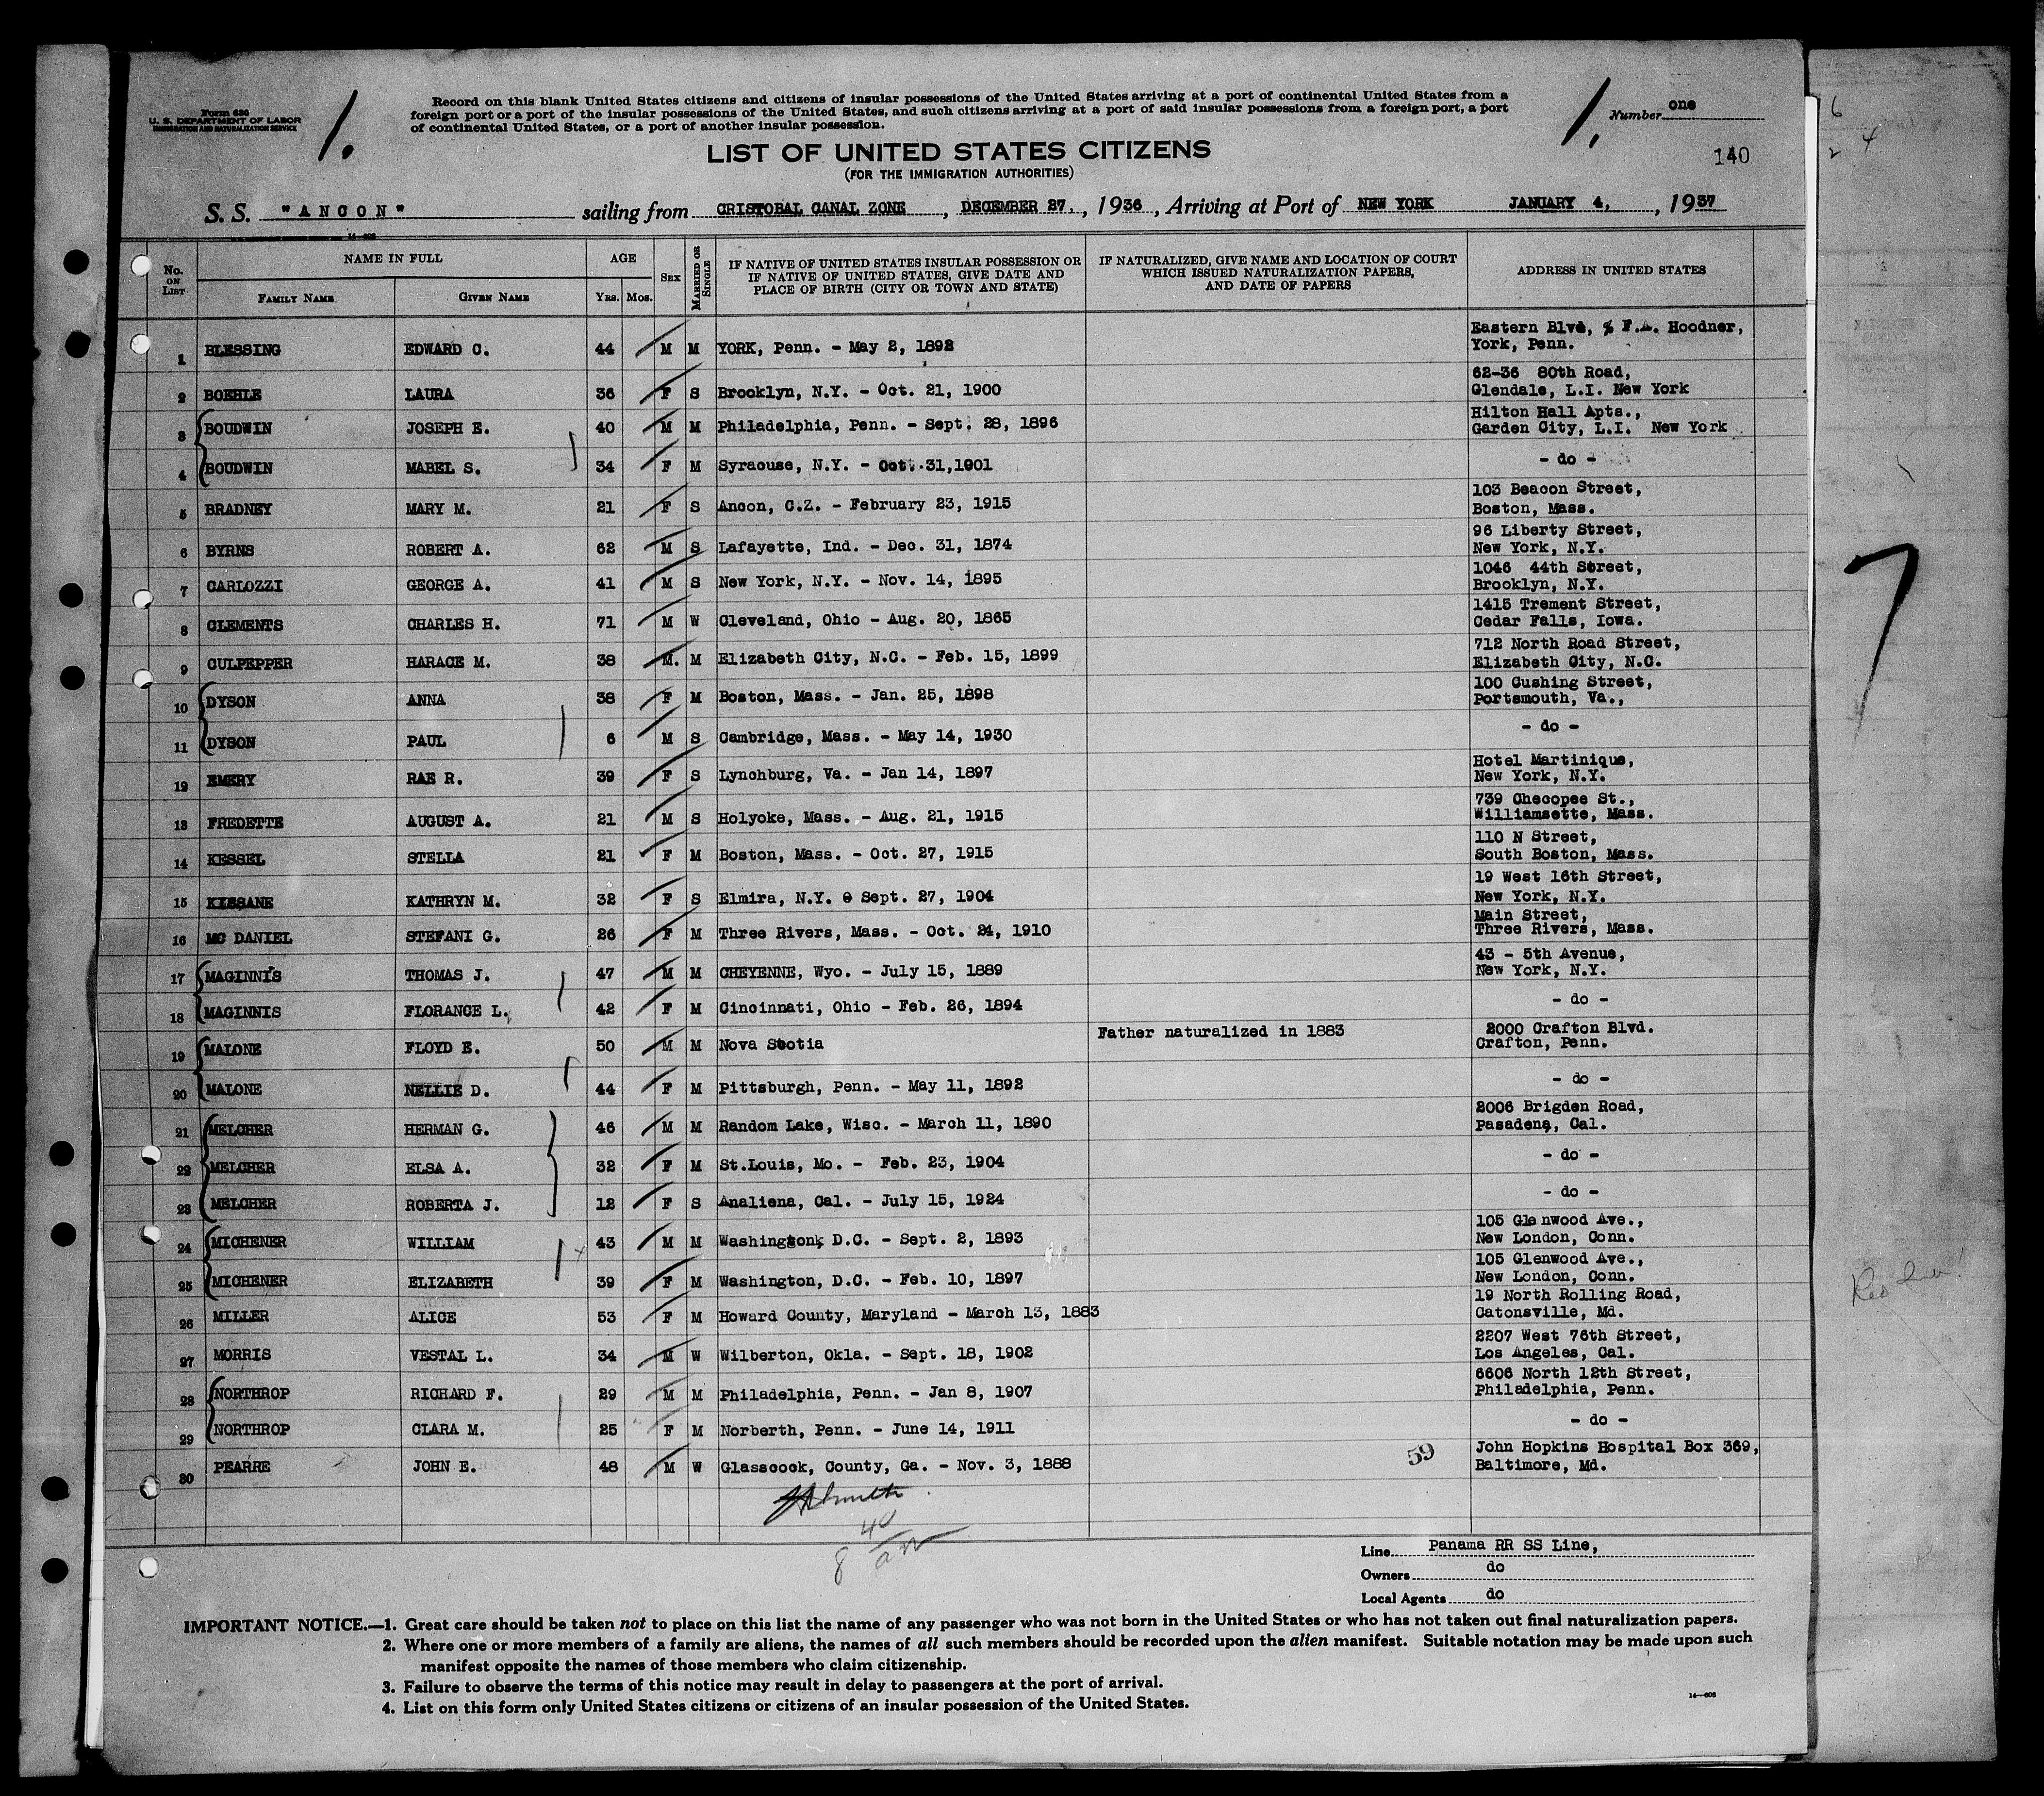 Form 636
U. S. DEPARTMENT OF LABOR
IMMIGRATION AND NATURALIZATION SERVICE
1.
Record on this blank United States citizens and citizens of insular possessions of the United States arriving at a port of continental United States from a
foreign port or a port of the insular possessions of the United States, and such citizens arriving at a port of said insular possessions from a foreign port, a port
of continental United States, or a port of another insular possession.
1.
Number one
140
LIST OF UNITED STATES CITIZENS
(FOR THE IMMIGRATION AUTHORITIES)
S. S. "ANCON" sailing from CRISTOBAL CANAL ZONE, DECEMBER 27., 1936, Arriving at Port of NEW YORK JANUARY 4, , 1937
No. ON LIST NAME IN FULL FAMILY NAME GIVEN NAME AGE YRS. MOS. SEX MARRIED OR SINGLE IF NATIVE OF UNITED STATES INSULAR POSSESSION OR IF NATIVE OF UNITED STATES, GIVE DATE AND PLACE OF BIRTH (CITY OR TOWN AND STATE) IF NATURALIZED, GIVE NAME AND LOCATION OF COURT WHICH ISSUED NATURALIZATION PAPERS, AND DATE OF PAPERS ADDRESS IN UNITED STATES
1 BLESSING EDWARD C. 44 M M YORK, Penn. - May 2, 1892 Eastern Blvd, % F.A. Hoodner, York, Penn.
2 BOEHLE LAURA 36 F S Brooklyn, N.Y. - Oct. 21, 1900 62-36 80th Road, Glendale, L.I. New York
3 BOUDWIN JOSEPH E. 40 M M Philadelphia, Penn. - Sept. 28, 1896 Hilton Hall Apts., Garden City, L.I. New York
4 BOUDWIN MABEL S. 34 F M Syracuse, N.Y. - Oct. 31,1901 - do -
5 BRADNEY MARY M. 21 F S Ancon, C.Z. - February 23, 1915 103 Beacon Street, Boston, Mass.
6 BYRNS ROBERT A. 62 M S Lafayette, Ind. - Dec. 31, 1874 96 Liberty Street, New York, N.Y.
7 CARLOZZI GEORGE A. 41 M S New York, N.Y. - Nov. 14, 1895 1046 44th Street, Brooklyn, N.Y.
8 CLEMENTS CHARLES H. 71 M W Cleveland, Ohio - Aug. 20, 1865 1415 Trement Street, Cedar Falls, Iowa.
9 CULPEPPER HARACE M. 38 M. M Elizabeth City, N.C. - Feb. 15, 1899 712 North Road Street, Elizabeth City, N.C.
10 DYSON ANNA 38 F M Boston, Mass. - Jan. 25, 1898 100 Cushing Street, Portsmouth, Va.,
11 DYSON PAUL 6 M S Cambridge, Mass. - May 14, 1930 - do -
12 EMERY RAE R. 39 F S Lynchburg, Va. - Jan 14, 1897 Hotel Martinique, New York, N.Y.
13 FREDETTE AUGUST A. 21 M S Holyoke, Mass. - Aug. 21, 1915 739 Checopee St., Williamsette, Mass.
14 KESSEL STELLA 21 F M Boston, Mass. - Oct. 27, 1915 110 N Street, South Boston, Mass.
15 KISSANE KATHRYN M. 32 F S Elmira, N.Y. Sept. 27, 1904 19 West 16th Street, New York, N.Y.
16 MC DANIEL STEFANI G. 26 F M Three Rivers, Mass. - Oct. 24, 1910 Main Street, Three Rivers, Mass.
17 MAGINNIS THOMAS J. 47 M M CHEYENNE, Wyo. - July 15, 1889 43 - 5th Avenue, New York, N.Y.
18 MAGINNIS FLORANCE L. 42 F M Cincinnati, Ohio - Feb. 26, 1894 - do -
19 MALONE FLOYD E. 50 M M Nova Scotia Father naturalized in 1883 2000 Crafton Blvd. Crafton, Penn.
20 MALONE NELLIE D. 44 F M Pittsburgh, Penn. - May 11, 1892 - do -
21 MELCHER HERMAN G. 46 M M Random Lake, Wisc. - March 11, 1890 2006 Brigden Road, Pasadena, Cal.
22 MELCHER ELSA A. 32 F M St.Louis, Mo. - Feb. 23, 1904 - do -
23 MELCHER ROBERTA J. 12 F S Analiena, Cal. - July 15, 1924 - do -
24 MICHENER WILLIAM 43 M M Washington, D.C. - Sept. 2, 1893 105 Glenwood Ave., New London, Conn.
25 MICHENER ELIZABETH 39 F M Washington, D.C. - Feb. 10, 1897 105 Glenwood Ave., New London, Conn.
26 MILLER ALICE 53 F M Howard County, Maryland - March 13, 1883 19 North Rolling Road, Catonsville, Md.
27 MORRIS VESTAL L. 34 M W Wilberton, Okla. - Sept. 18, 1902 2207 West 76th Street, Los Angeles, Cal.
28 NORTHROP RICHARD F. 29 M M Philadelphia, Penn. - Jan 8, 1907 6606 North 12th Street, Philadelphia, Penn.
29 NORTHROP CLARA M. 25 F M Norberth, Penn. - June 14, 1911 - do -
30 PEARRE JOHN E. 48 M W Glasscock, County, Ga. - Nov. 3, 1888 59 John Hopkins Hospital Box 369, Baltimore, Md.
40
8
Line Panama RR SS Line,
Owners do
Local Agents do
IMPORTANT NOTICE.—1. Great care should be taken not to place on this list the name of any passenger who was not born in the United States or who has not taken out final naturalization papers.
2. Where one or more members of a family are aliens, the names of all such members should be recorded upon the alien manifest. Suitable notation may be made upon such
manifest opposite the names of those members who claim citizenship.
3. Failure to observe the terms of this notice may result in delay to passengers at the port of arrival.
4. List on this form only United States citizens or citizens of an insular possession of the United States.
14—606
7